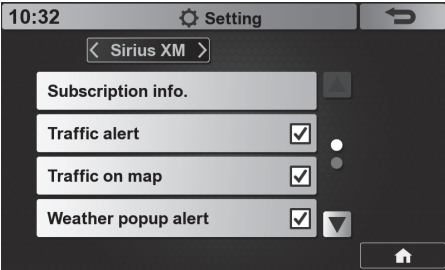 10:32 Setting
Sirius XM
Subscription info.
Traffic alert
Traffic on map
Weather popup alert